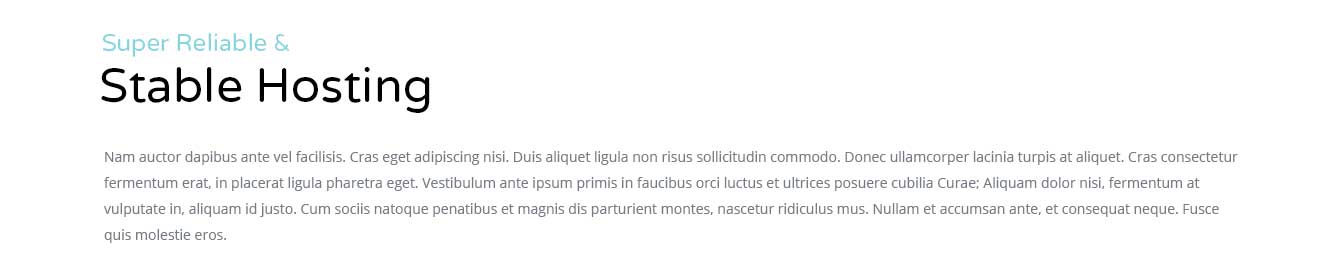 Super Reliable &
Stable Hosting
Nam auctor dapibus ante vel facilisis. Cras eget adipiscing nisi. Duis aliquet ligula non risus sollicitudin commodo. Donec ullamcorper lacinia turpis at aliquet. Cras consectetur
fermentum erat, in placerat ligula pharetra eget. Vestibulum ante ipsum primis in faucibus orci luctus et ultrices posuere cubilia Curae; Aliquam dolor nisi, fermentum at
vulputate in, aliquam id justo. Cum sociis natoque penatibus et magnis dis parturient montes, nascetur ridiculus mus. Nullam et accumsan ante, et consequat neque. Fusce
quis molestie eros.